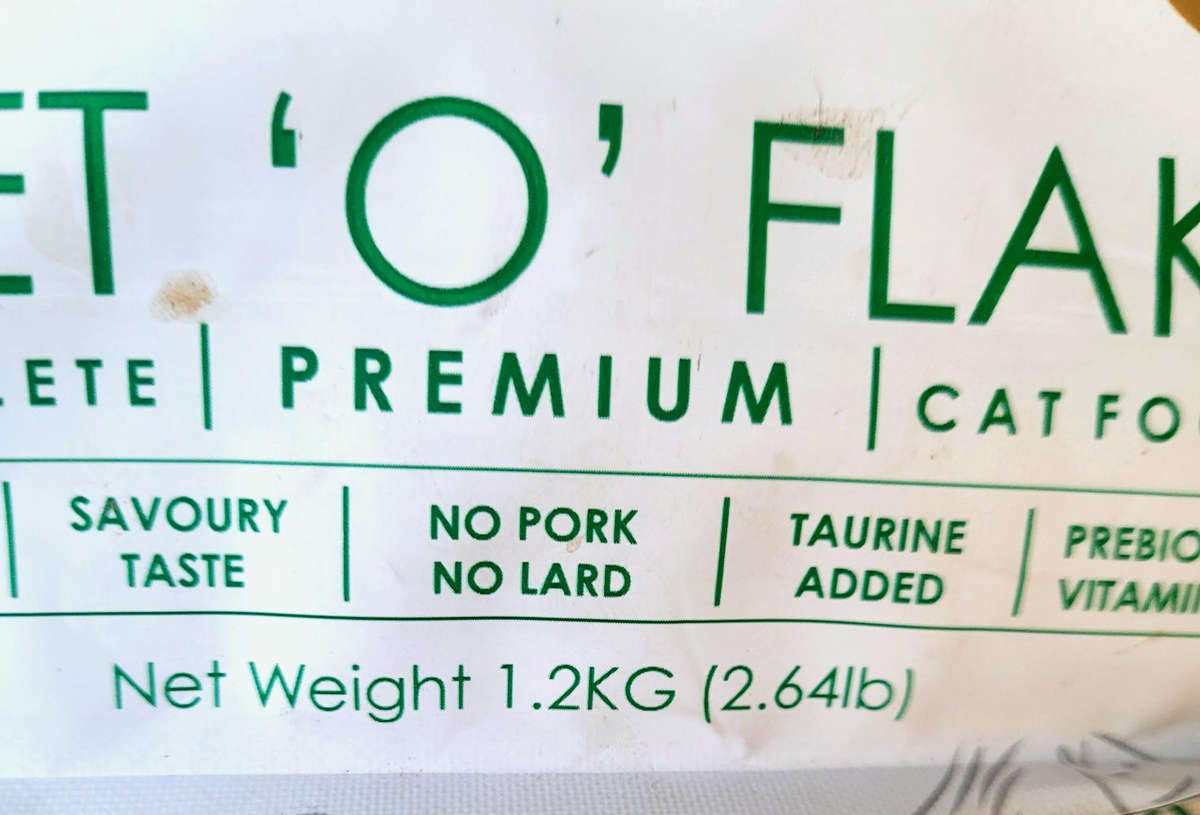 ET 'O' FLAK
LETE | PREMIUM | CAT FO
SAVOURY TASTE
NO PORK NO LARD
TAURINE ADDED
PREBIO VITAMI
Net Weight 1.2KG (2.64lb)